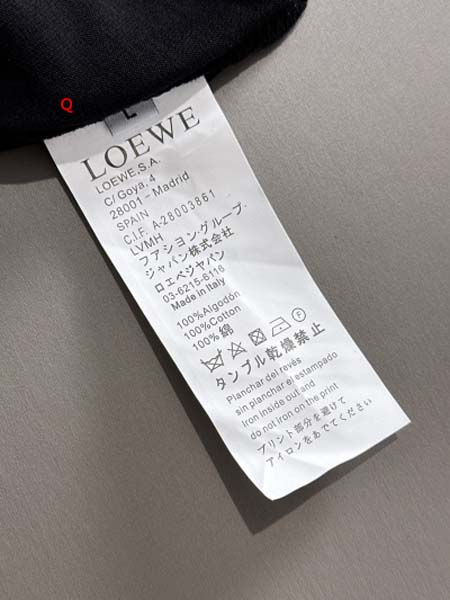 Q
L
LOEWE
LOEWE,S.A.
C/ Goya, 4
28001 - Madrid
SPAIN
C.I.F. A-28003861
LVMH
フアション·グループ·
ジャパン株式会社
ロエベジャパン
03-6215-6116
Made in Italy
100%Algodón
100%Cotton
100% 綿
F
タンブル乾燥禁止
Planchar del revés
sin planchar el estampado
Iron inside out and
do not iron on the print
プリント部分を避けて
アイロンをあててください